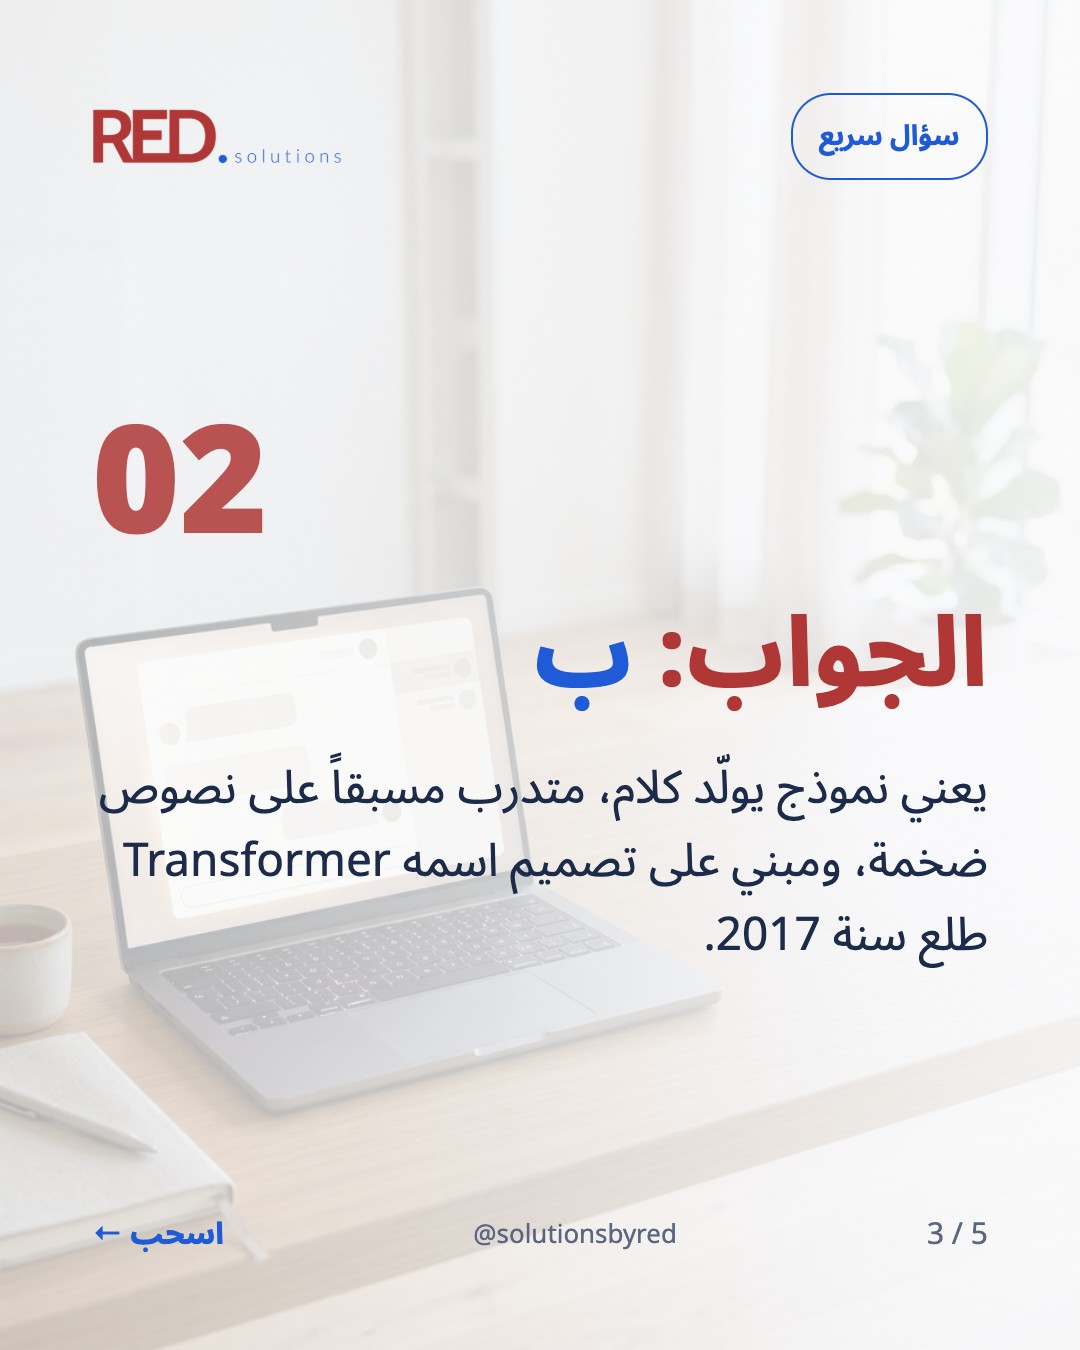 RED.solutions
سؤال سريع
02
الجواب: ب
يعني نموذج يولّد كلام، متدرب مسبقاً على نصوص
ضخمة، ومبني على تصميم اسمه Transformer
طلع سنة 2017.
اسحب ←
@solutionsbyred
3 / 5